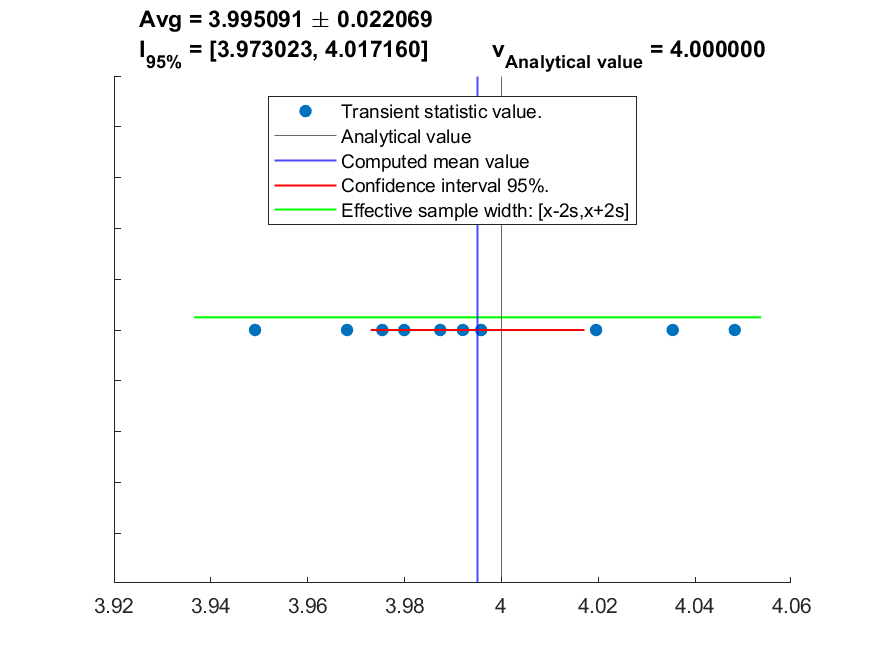 Avg = 3.995091 ± 0.022069
I95% = [3.973023, 4.017160] vAnalytical value = 4.000000
Transient statistic value.
Analytical value
Computed mean value
Confidence interval 95%.
Effective sample width: [x-2s,x+2s]
3.92 3.94 3.96 3.98 4 4.02 4.04 4.06